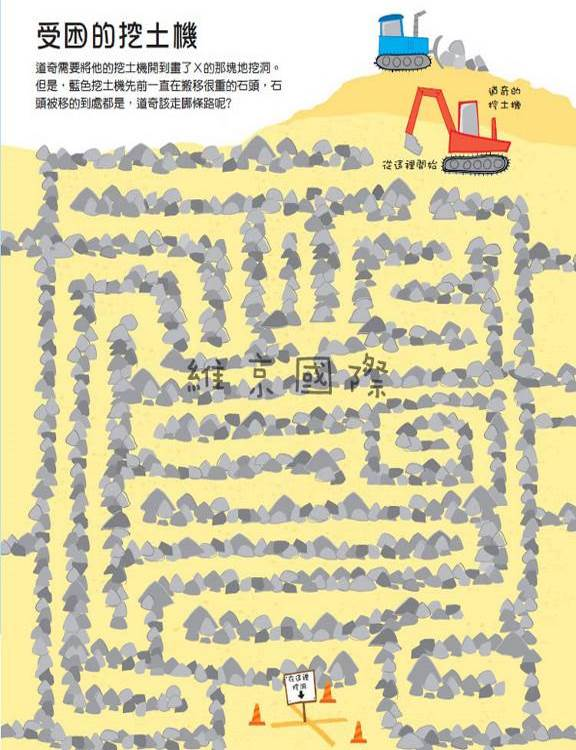 受困的挖土機
道奇需要將他的挖土機開到畫了X的那塊地挖洞。
但是，藍色挖土機先前一直在搬移很重的石頭，石
頭被移的到處都是，道奇該走哪條路呢?
道奇的
挖土機
從這裡開始
維京國際
在這裡
挖洞